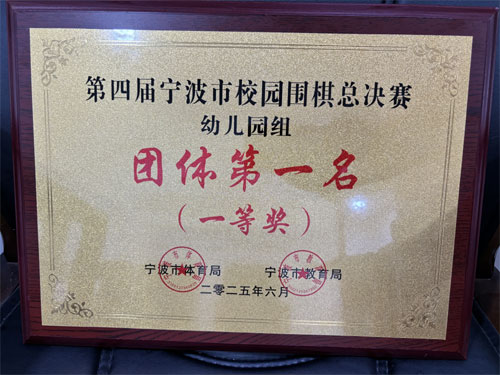 第四届宁波市校园围棋总决赛
幼儿园组
团体第一名
（一等奖）
宁波市体育局 宁波市教育局
二零二五年六月